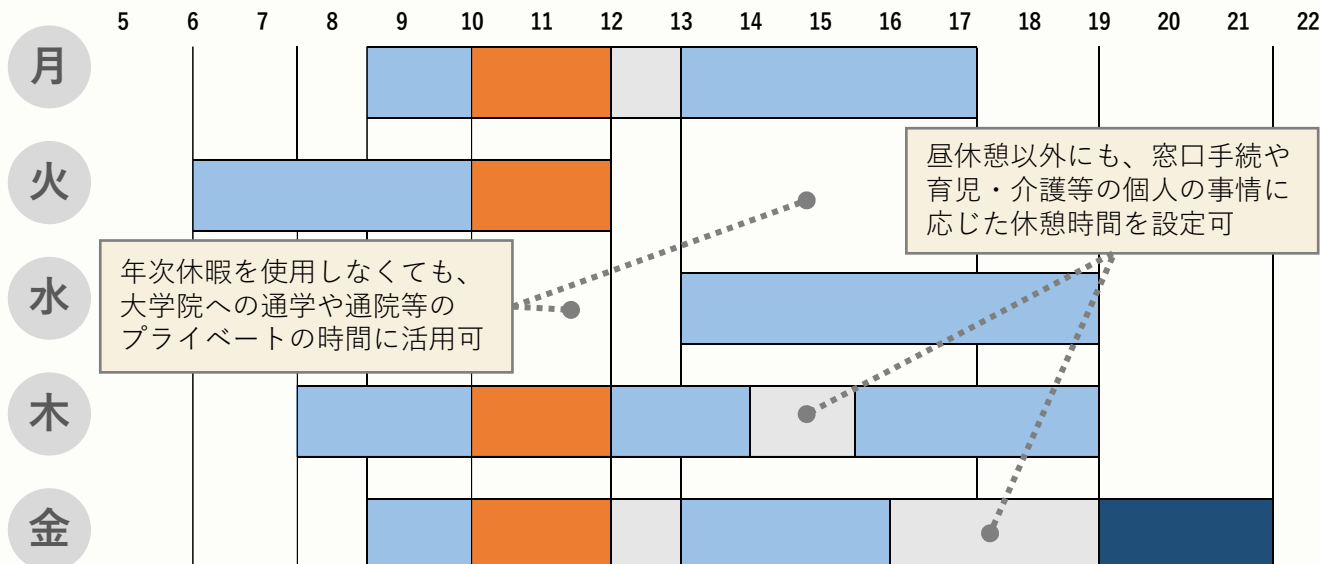 5 6 7 8 9 10 11 12 13 14 15 16 17 18 19 20 21 22
月
火
水
木
金
昼休憩以外にも、窓口手続や
育児・介護等の個人の事情に
応じた休憩時間を設定可
年次休暇を使用しなくても、
大学院への通学や通院等の
プライベートの時間に活用可